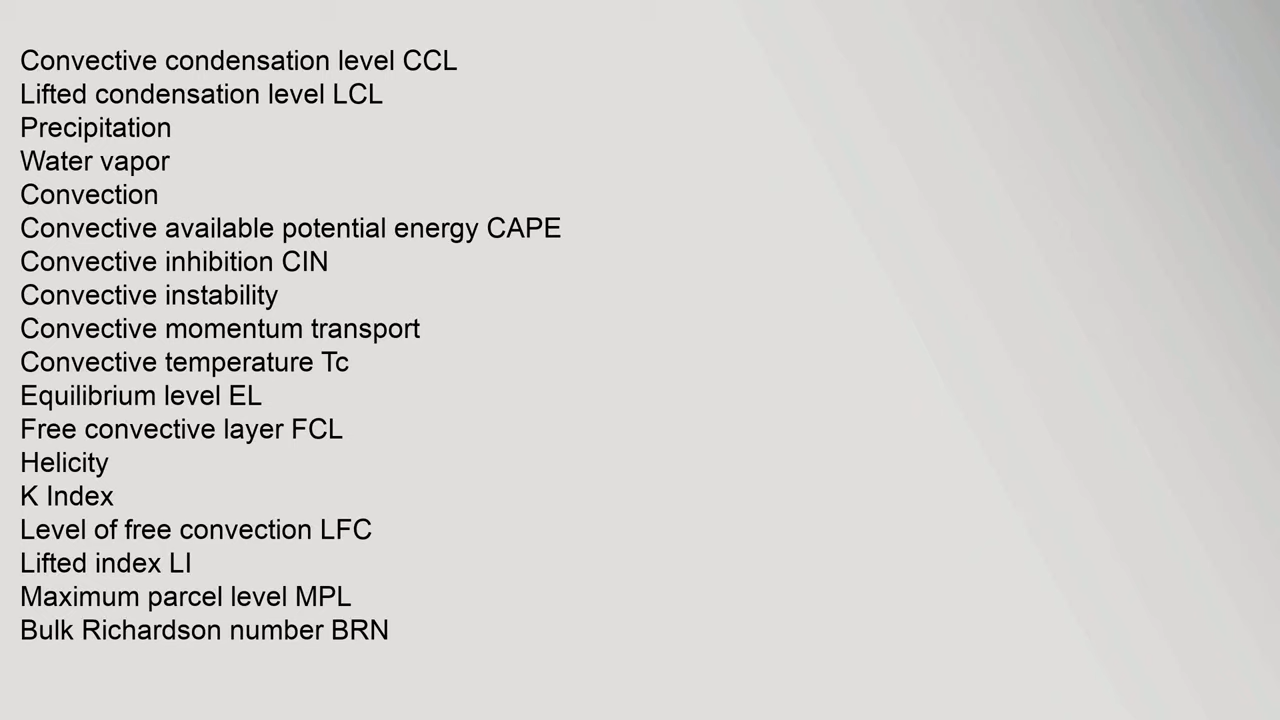 Convective condensation level CCL
Lifted condensation level LCL
Precipitation
Water vapor
Convection
Convective available potential energy CAPE
Convective inhibition CIN
Convective instability
Convective momentum transport
Convective temperature Tc
Equilibrium level EL
Free convective layer FCL
Helicity
K Index
Level of free convection LFC
Lifted index LI
Maximum parcel level MPL
Bulk Richardson number BRN